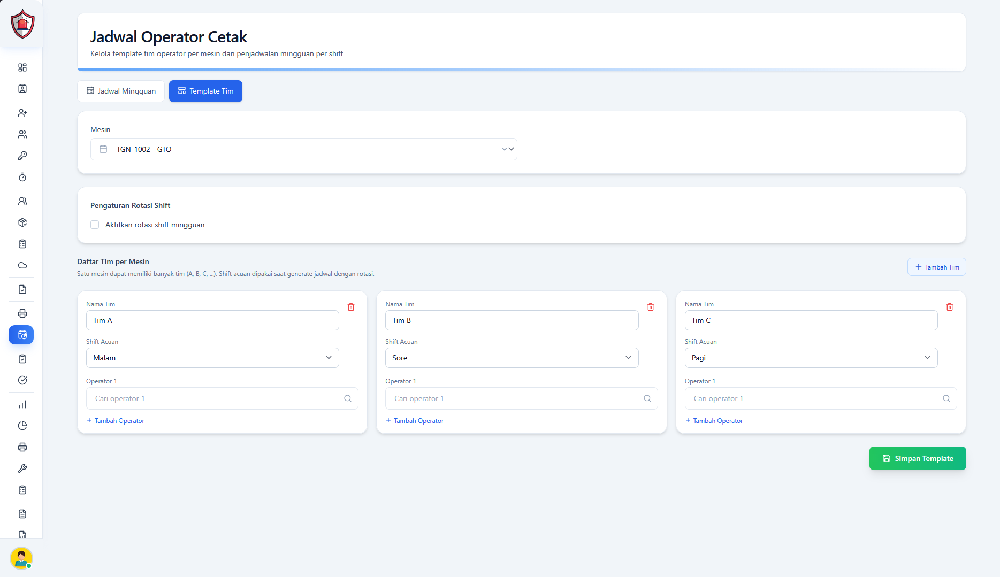 Jadwal Operator Cetak
Kelola template tim operator per mesin dan penjadwalan mingguan per shift
Jadwal Mingguan
Template Tim
Mesin
TGN-1002 - GTO
Pengaturan Rotasi Shift
Aktifkan rotasi shift mingguan
Daftar Tim per Mesin
Satu mesin dapat memiliki banyak tim (A, B, C, ...). Shift acuan dipakai saat generate jadwal dengan rotasi.
Tambah Tim
Nama Tim
Tim A
Shift Acuan
Malam
Operator 1
Cari operator 1
+ Tambah Operator
Nama Tim
Tim B
Shift Acuan
Sore
Operator 1
Cari operator 1
+ Tambah Operator
Nama Tim
Tim C
Shift Acuan
Pagi
Operator 1
Cari operator 1
+ Tambah Operator
Simpan Template